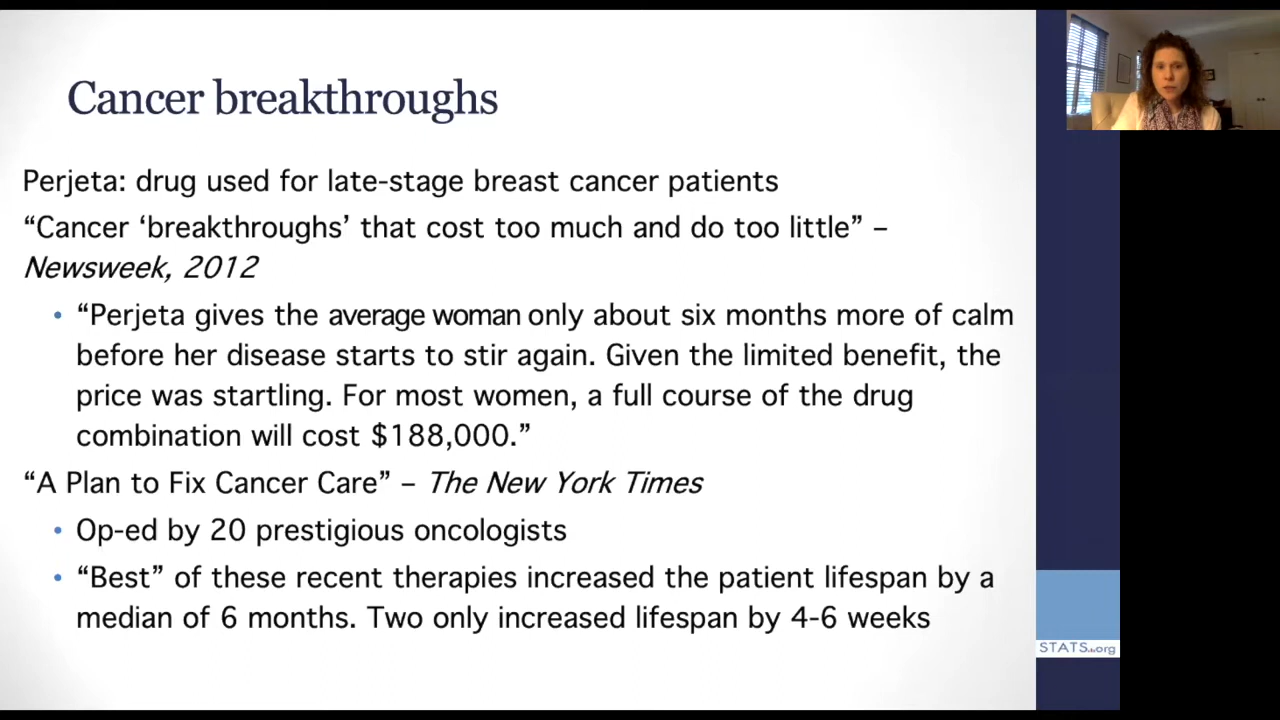 Cancer breakthroughs
Perjeta: drug used for late-stage breast cancer patients
“Cancer ‘breakthroughs’ that cost too much and do too little” –
Newsweek, 2012
• “Perjeta gives the average woman only about six months more of calm
before her disease starts to stir again. Given the limited benefit, the
price was startling. For most women, a full course of the drug
combination will cost $188,000.”
“A Plan to Fix Cancer Care” – The New York Times
• Op-ed by 20 prestigious oncologists
• “Best” of these recent therapies increased the patient lifespan by a
median of 6 months. Two only increased lifespan by 4-6 weeks
STATS.org